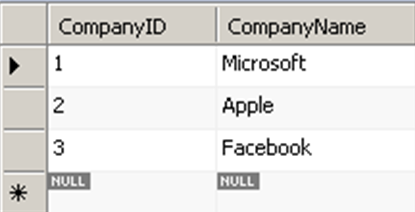 CompanyID CompanyName
1 Microsoft
2 Apple
3 Facebook
NULL NULL